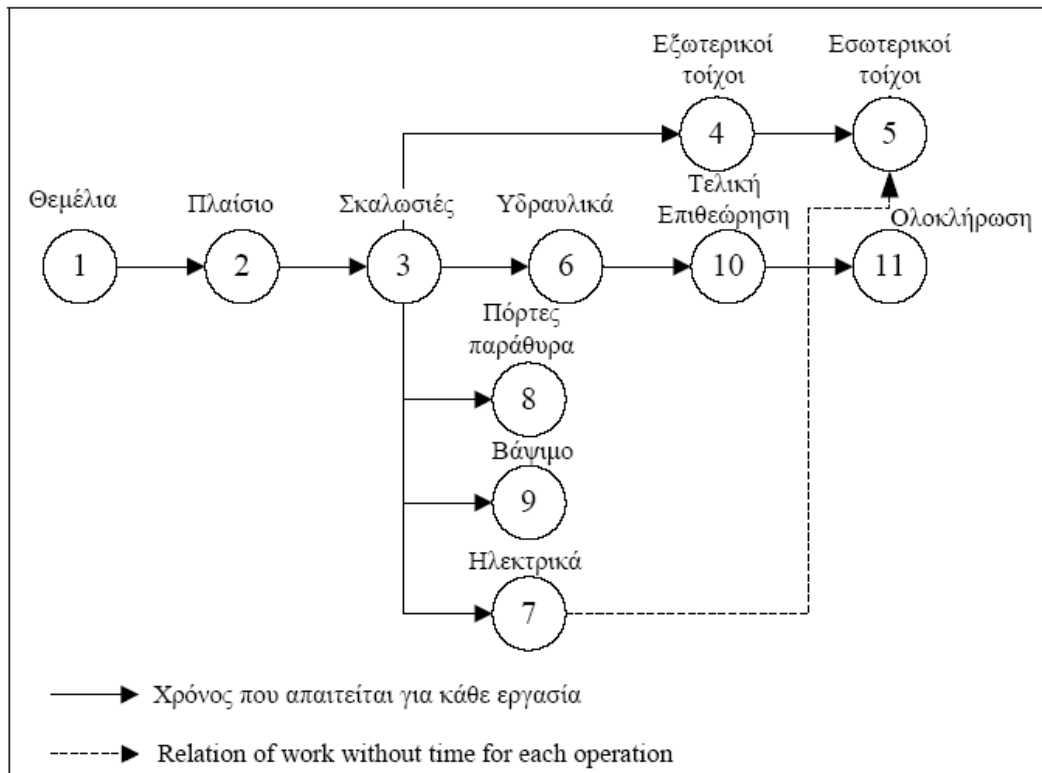 Εξωτερικοί
τοίχοι
Εσωτερικοί
τοίχοι
4
5
Θεμέλια
Πλαίσιο
Σκαλωσιές
Υδραυλικά
Τελική
Επιθεώρηση
Ολοκλήρωση
1
2
3
6
10
11
Πόρτες
παράθυρα
8
Βάψιμο
9
Ηλεκτρικά
7
Χρόνος που απαιτείται για κάθε εργασία
Relation of work without time for each operation